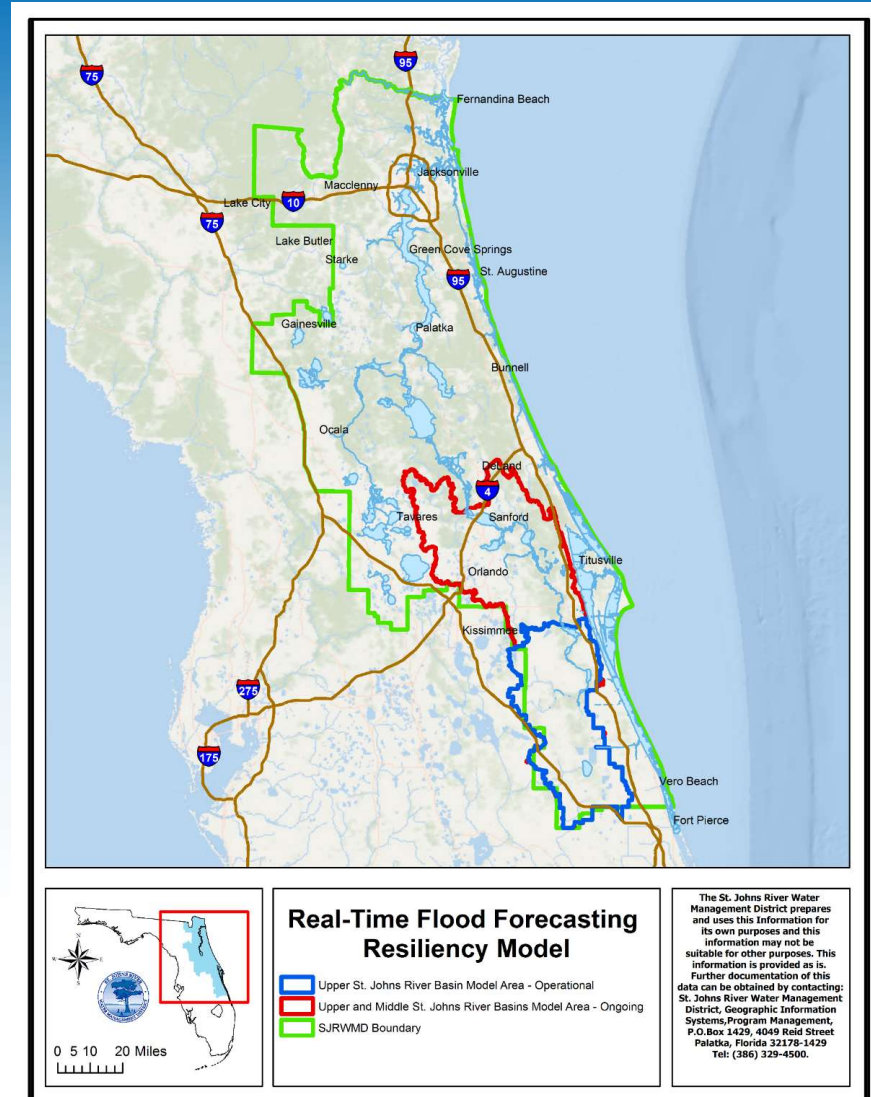 75
95
Fernandina Beach
Jacksonville
Macclenny
Lake City
10
75
Lake Butler
Green Cove Springs
Starke
St. Augustine
95
Gainesville
Palatka
Bunnell
Ocala
DeLand
4
Tavares
Sanford
Titusville
Orlando
Kissimmee
275
175
Vero Beach
Fort Pierce
0 5 10 20 Miles
Real-Time Flood Forecasting
Resiliency Model
Upper St. Johns River Basin Model Area - Operational
Upper and Middle St. Johns River Basins Model Area - Ongoing
SJRWMD Boundary
The St. Johns River Water
Management District prepares
and uses this Information for
its own purposes and this
information may not be
suitable for other purposes. This
information is provided as is.
Further documentation of this
data can be obtained by contacting:
St. Johns River Water Management
District, Geographic Information
Systems,Program Management,
P.O.Box 1429, 4049 Reid Street
Palatka, Florida 32178-1429
Tel: (386) 329-4500.